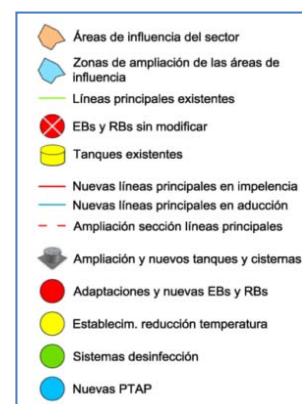 Áreas de influencia del sector
Zonas de ampliación de las áreas de
influencia
Líneas principales existentes
EBs y RBs sin modificar
Tanques existentes
Nuevas líneas principales en impelencia
Nuevas líneas principales en aducción
Ampliación sección líneas principales
Ampliación y nuevos tanques y cisternas
Adaptaciones y nuevas EBs y RBs
Establecim. reducción temperatura
Sistemas desinfección
Nuevas PTAP